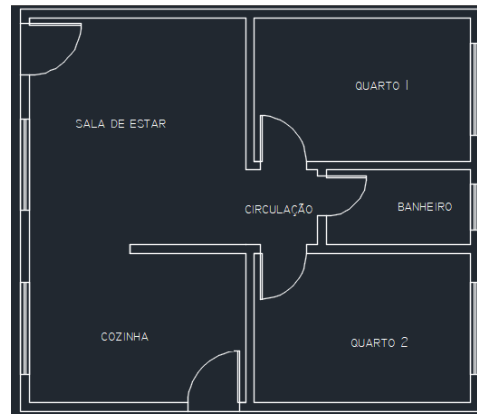 QUARTO 1
SALA DE ESTAR
CIRCULAÇÃO
BANHEIRO
COZINHA
QUARTO 2